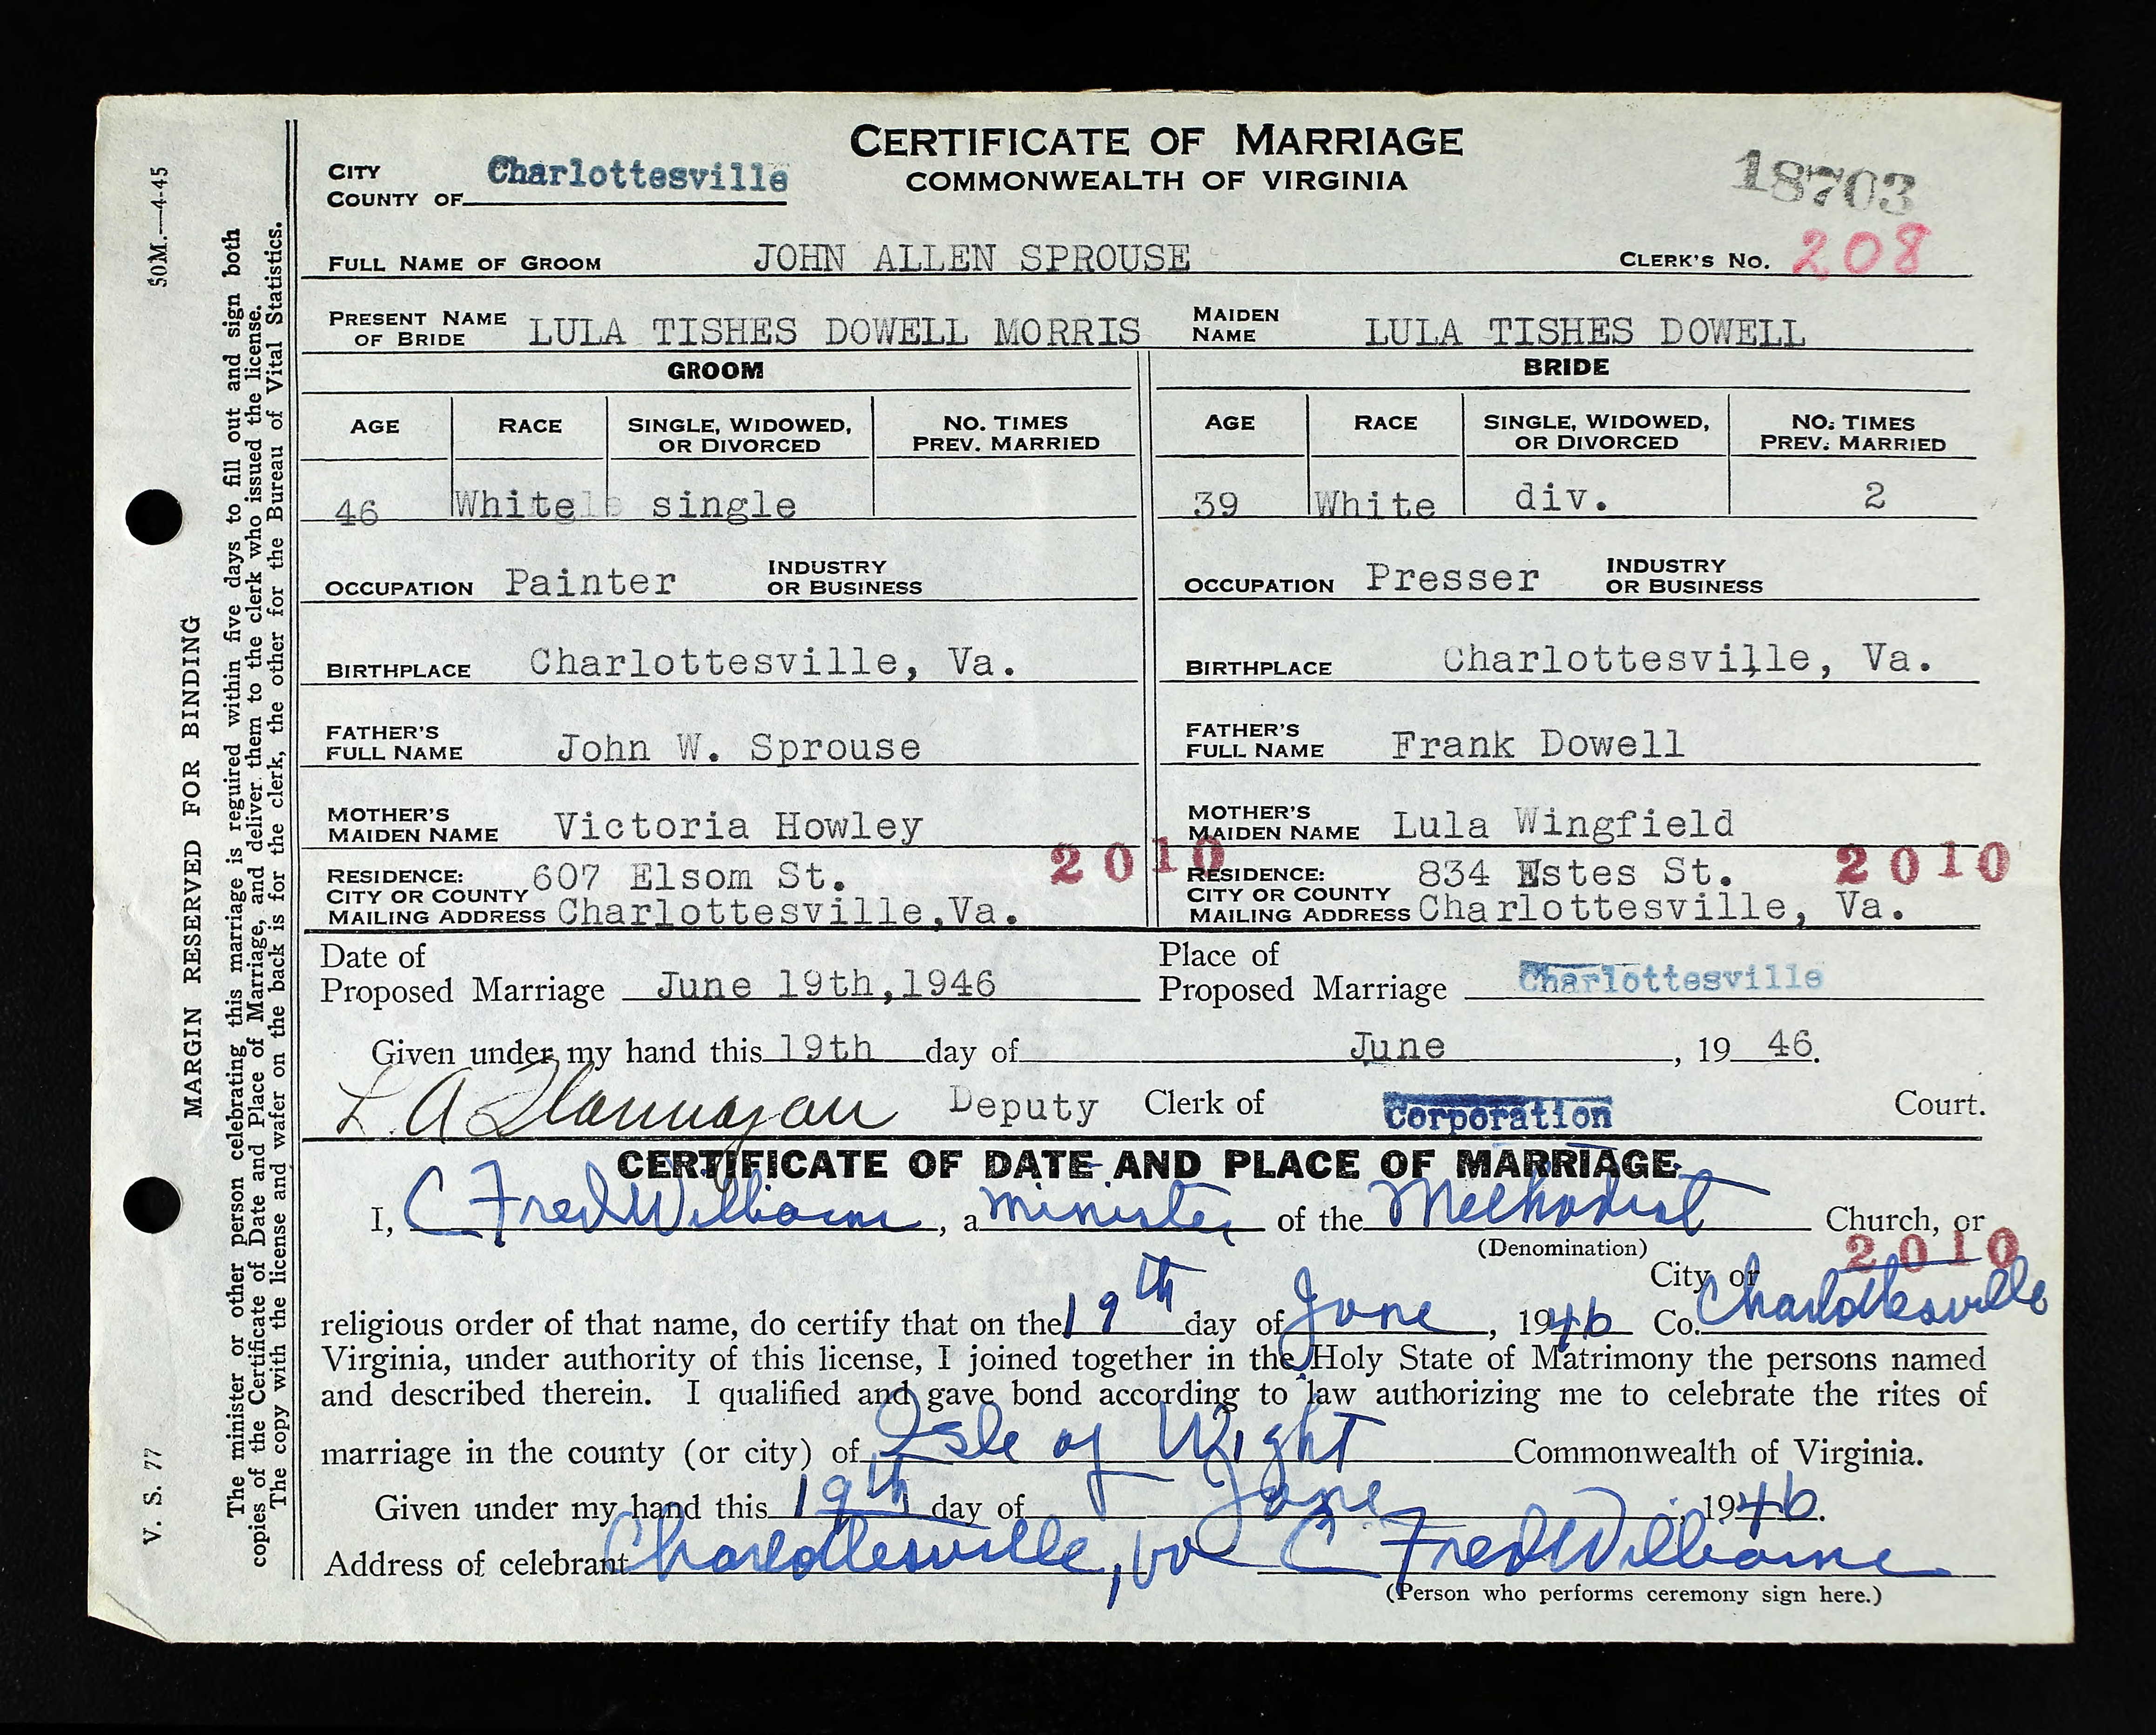 CERTIFICATE OF MARRIAGE
COMMONWEALTH OF VIRGINIA
CITY
COUNTY OF Charlottesville
18703
FULL NAME OF GROOM JOHN ALLEN SPROUSE CLERK'S NO. 208
PRESENT NAME OF BRIDE LULA TISHES DOWELL MORRIS MAIDEN NAME LULA TISHES DOWELL
GROOM BRIDE
AGE RACE SINGLE, WIDOWED, OR DIVORCED NO. TIMES PREV. MARRIED AGE RACE SINGLE, WIDOWED, OR DIVORCED NO. TIMES PREV. MARRIED
46 White single 39 White div. 2
OCCUPATION Painter INDUSTRY OR BUSINESS OCCUPATION Presser INDUSTRY OR BUSINESS
BIRTHPLACE Charlottesville, Va. BIRTHPLACE Charlottesville, Va.
FATHER'S FULL NAME John W. Sprouse FATHER'S FULL NAME Frank Dowell
MOTHER'S MAIDEN NAME Victoria Howley MOTHER'S MAIDEN NAME Lula Wingfield
RESIDENCE: 607 Elsom St. 2010 RESIDENCE: 834 Estes St. 2010
CITY OR COUNTY CITY OR COUNTY
MAILING ADDRESS Charlottesville,Va. MAILING ADDRESS Charlottesville, Va.
Date of Proposed Marriage June 19th,1946 Place of Proposed Marriage Charlottesville
Given under my hand this 19th day of June, 19 46.
L. A. Flannagan Deputy Clerk of Corporation Court.
CERTIFICATE OF DATE AND PLACE OF MARRIAGE
I, C Fred Williams, a minister of the Methodist Church, or
(Denomination)
2010
City or
religious order of that name, do certify that on the 19th day of June, 1946 Co. Charlottesville
Virginia, under authority of this license, I joined together in the Holy State of Matrimony the persons named
and described therein. I qualified and gave bond according to law authorizing me to celebrate the rites of
marriage in the county (or city) of Isle of Wight Commonwealth of Virginia.
Given under my hand this 19th day of June, 1946.
Address of celebrant Charlottesville, va C Fred Williams
(Person who performs ceremony sign here.)
50M.—4-45
V. S. 77
MARGIN RESERVED FOR BINDING
The minister or other person celebrating this marriage is required within five days to fill out and sign both
copies of the Certificate of Date and Place of Marriage, and deliver them to the clerk who issued the license.
The copy with the license and wafer on the back is for the clerk, the other for the Bureau of Vital Statistics.